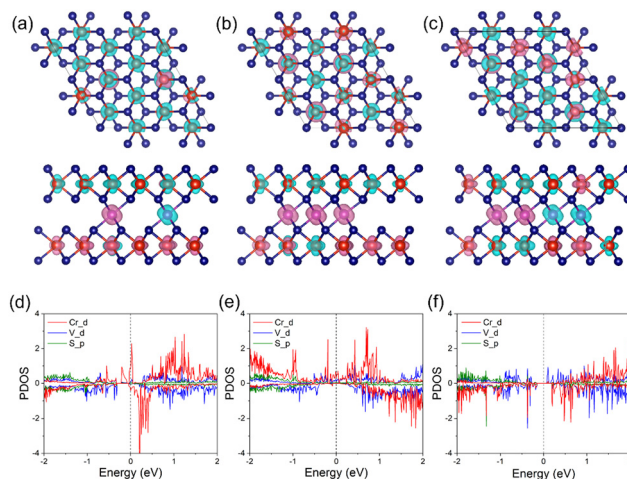 (a) (b) (c)
(d) (e) (f)
4 4 4
Cr_d Cr_d Cr_d
V_d V_d V_d
2 S_p 2 S_p 2 S_p
PDOS PDOS PDOS
0 0 0
-2 -2 -2
-4 -4 -4
-2 -1 0 1 2 -2 -1 0 1 2 -2 -1 0 1 2
Energy (eV) Energy (eV) Energy (eV)